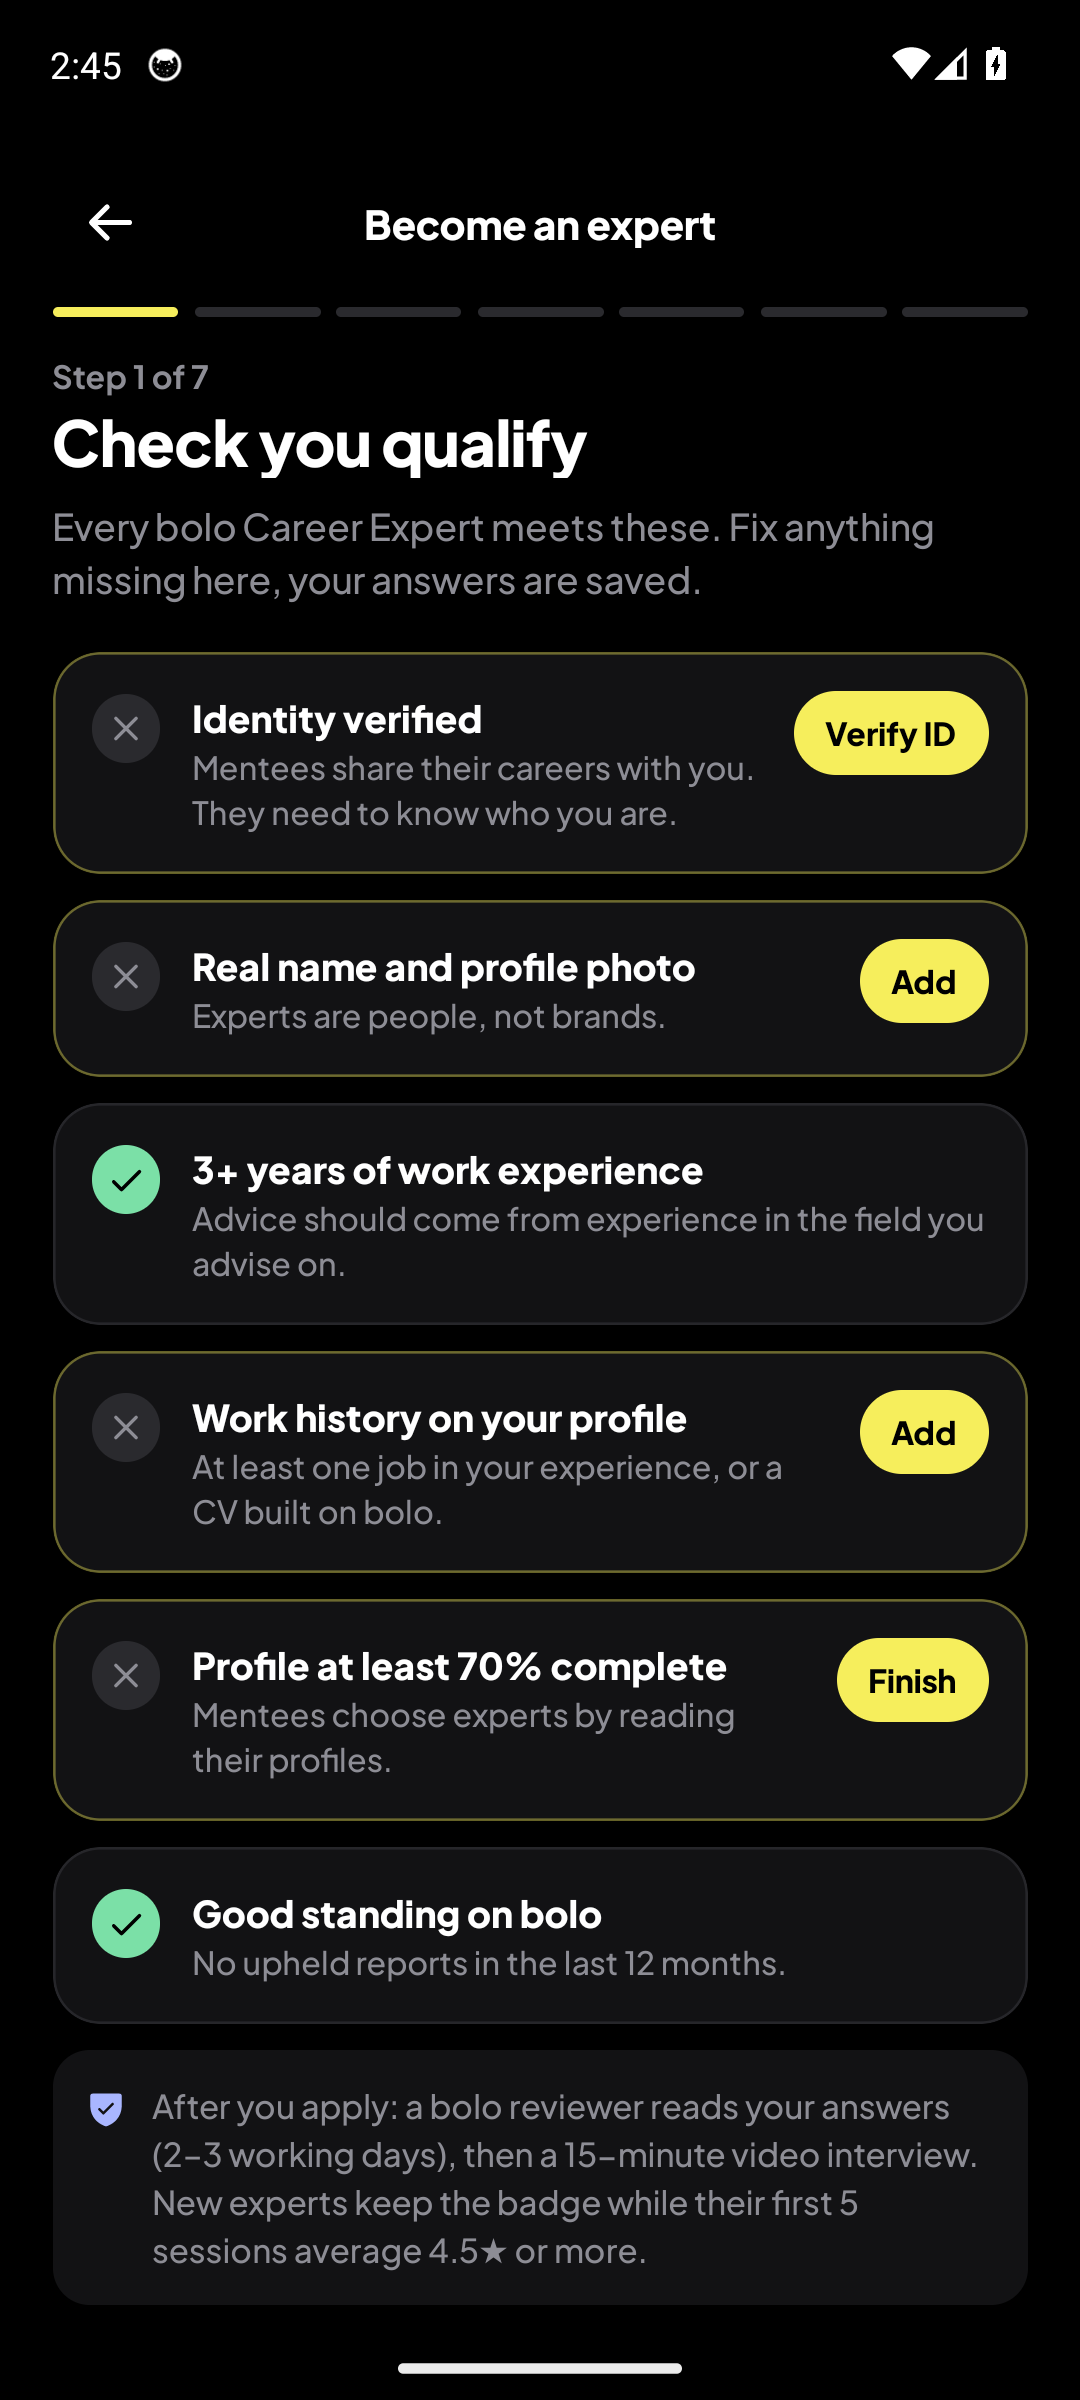 2:45
Become an expert
Step 1 of 7
Check you qualify
Every bolo Career Expert meets these. Fix anything
missing here, your answers are saved.
Identity verified
Verify ID
Mentees share their careers with you.
They need to know who you are.
Real name and profile photo
Add
Experts are people, not brands.
3+ years of work experience
Advice should come from experience in the field you
advise on.
Work history on your profile
Add
At least one job in your experience, or a
CV built on bolo.
Profile at least 70% complete
Finish
Mentees choose experts by reading
their profiles.
Good standing on bolo
No upheld reports in the last 12 months.
After you apply: a bolo reviewer reads your answers
(2–3 working days), then a 15–minute video interview.
New experts keep the badge while their first 5
sessions average 4.5★ or more.